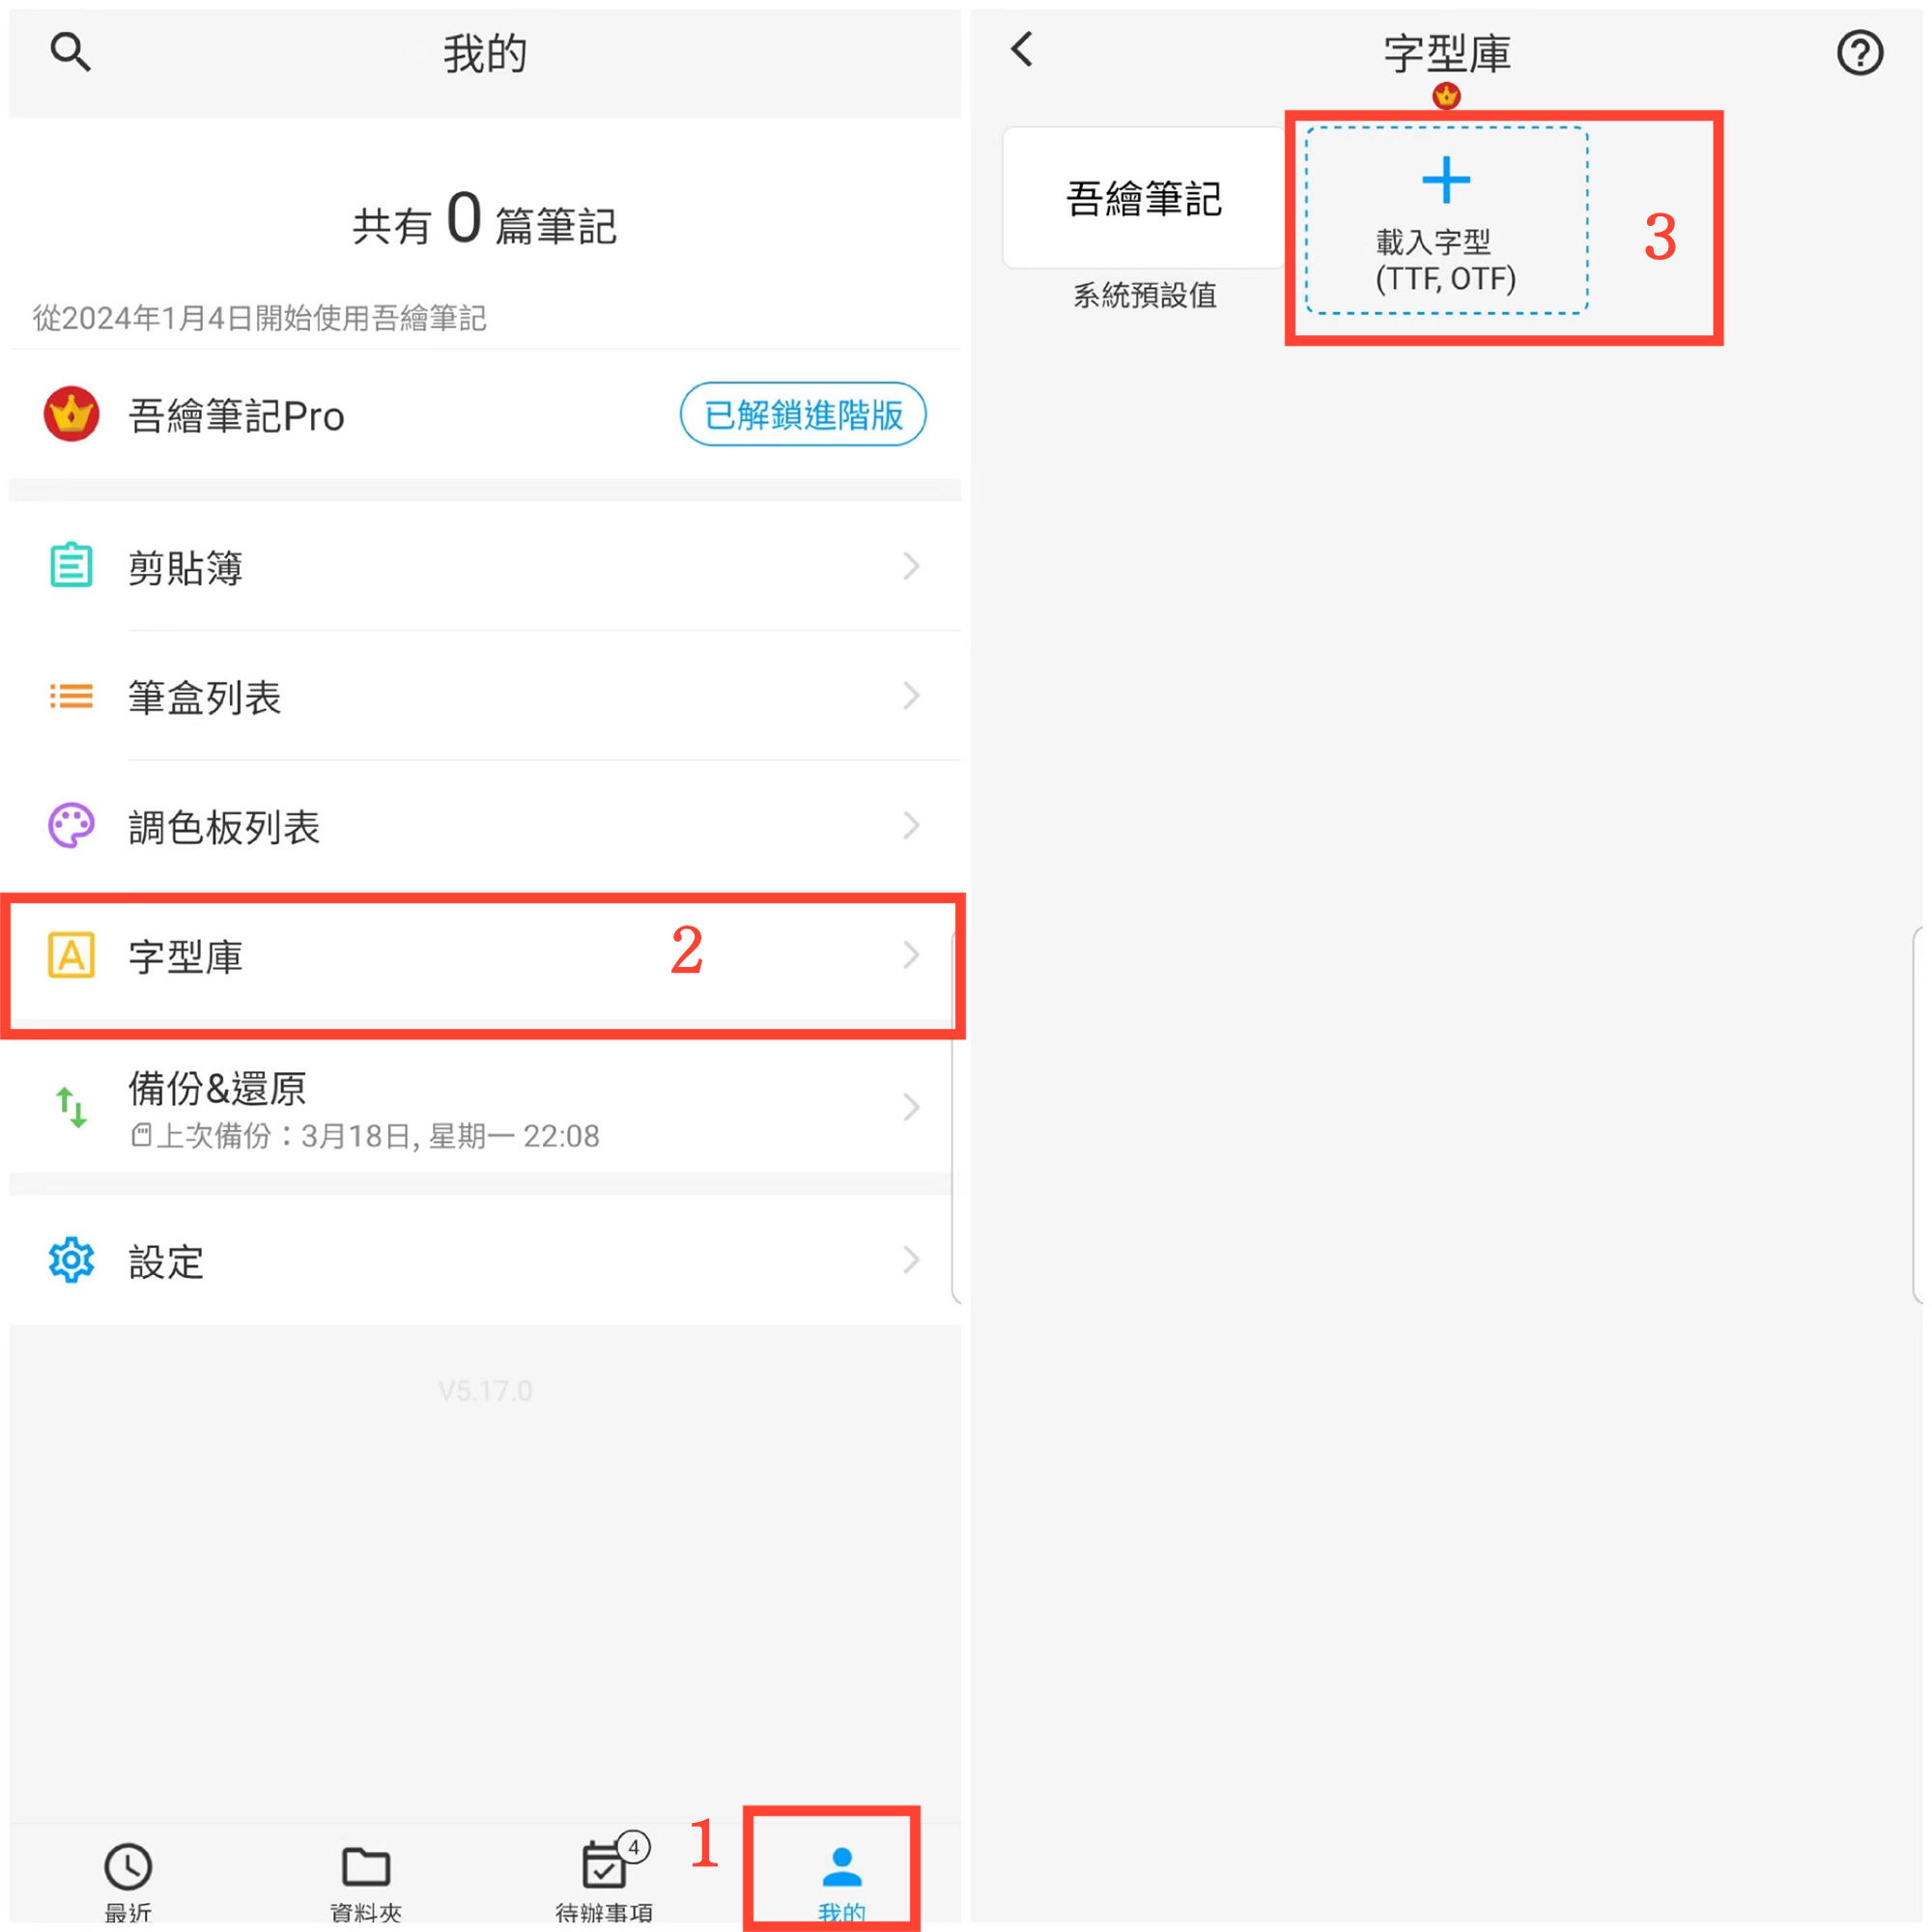 我的
共有 0 篇筆記
從2024年1月4日開始使用吾繪筆記
吾繪筆記Pro
已解鎖進階版
剪貼簿
筆盒列表
調色板列表
A 字型庫
2
備份&還原
上次備份：3月18日, 星期一 22:08
設定
V5.17.0
1
4
最近
資料夾
待辦事項
我的
字型庫
?
吾繪筆記
系統預設值
載入字型
(TTF, OTF)
3